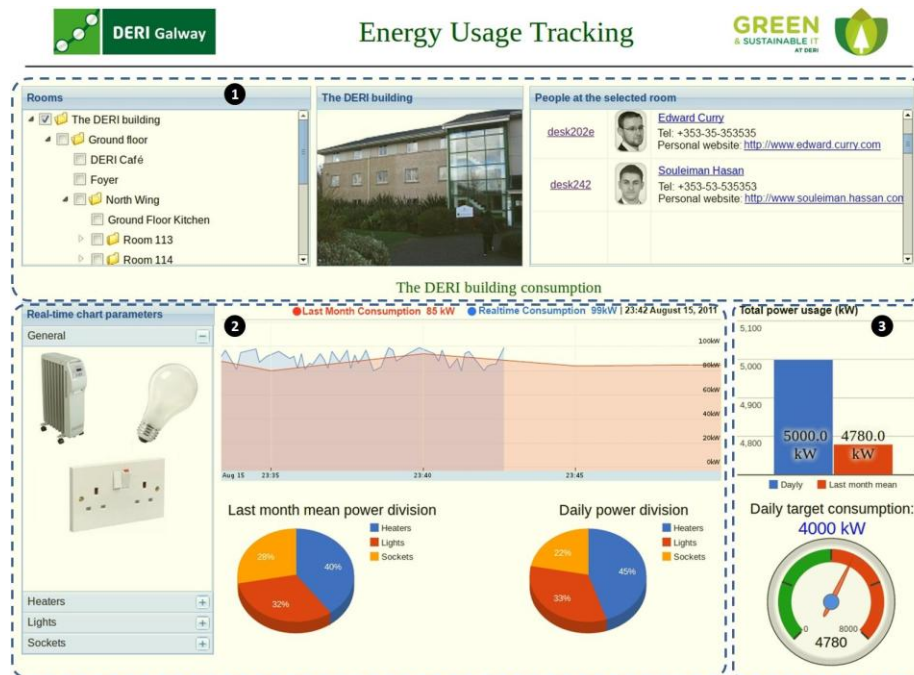 DERI Galway
Energy Usage Tracking
GREEN
& SUSTAINABLE IT
AT DERI
Rooms
1
The DERI building
Ground floor
DERI Café
Foyer
North Wing
Ground Floor Kitchen
Room 113
Room 114
The DERI building
People at the selected room
desk202e
Edward Curry
Tel: +353-35-353535
Personal website: http://www.edward.curry.com
desk242
Souleiman Hasan
Tel: +353-53-535353
Personal website: http://www.souleiman.hassan.com
The DERI building consumption
Real-time chart parameters
General
Heaters
Lights
Sockets
2
Last Month Consumption 85 kW
Realtime Consumption 99kW | 23:42 August 15, 2011
100kW
80kW
60kW
40kW
20kW
0kW
Aug 15
23:35
23:40
23:45
Last month mean power division
Heaters
Lights
Sockets
28%
40%
32%
Daily power division
Heaters
Lights
Sockets
22%
45%
33%
Total power usage (kW)
3
5,100
5,000
4,900
4,800
5000.0
kW
4780.0
kW
Dayly
Last month mean
Daily target consumption:
4000 kW
0
8000
4780